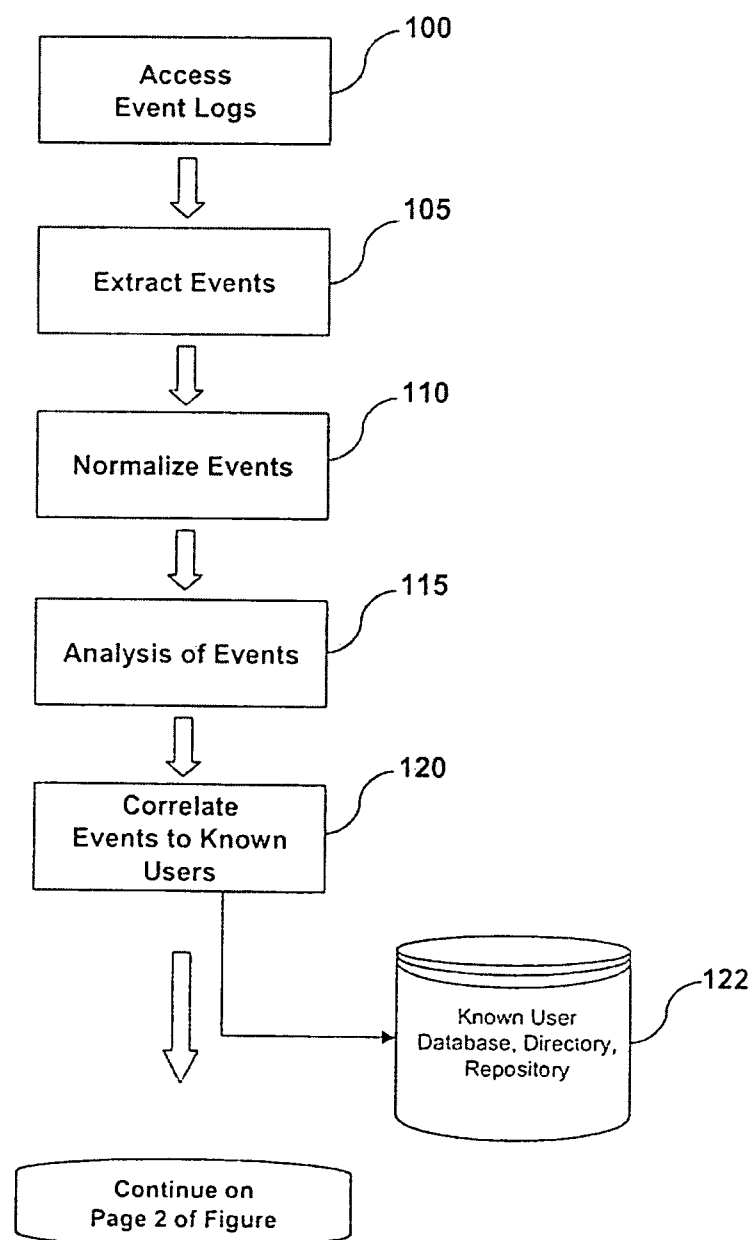 100
Access
Event Logs
105
Extract Events
110
Normalize Events
115
Analysis of Events
120
Correlate
Events to Known
Users
122
Known User
Database, Directory,
Repository
Continue on
Page 2 of Figure